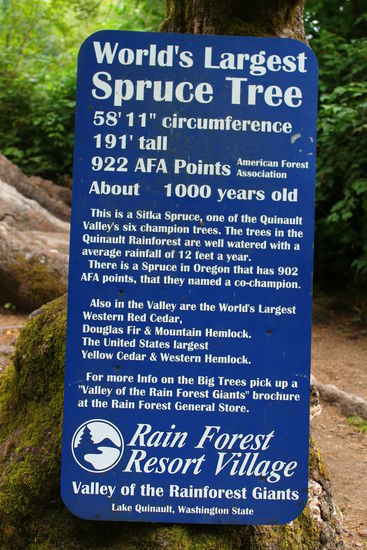 World's Largest
Spruce Tree
58' 11" circumference
191' tall
922 AFA Points American Forest Association
About 1000 years old
This is a Sitka Spruce, one of the Quinault
Valley's six champion trees. The trees in the
Quinault Rainforest are well watered with a
average rainfall of 12 feet a year.
There is a Spruce in Oregon that has 902
AFA points, that they named a co-champion.
Also in the Valley are the World's Largest
Western Red Cedar,
Douglas Fir & Mountain Hemlock.
The United States largest
Yellow Cedar & Western Hemlock.
For more Info on the Big Trees pick up a
"Valley of the Rain Forest Giants" brochure
at the Rain Forest General Store.
Rain Forest
Resort Village
Valley of the Rainforest Giants
Lake Quinault, Washington State